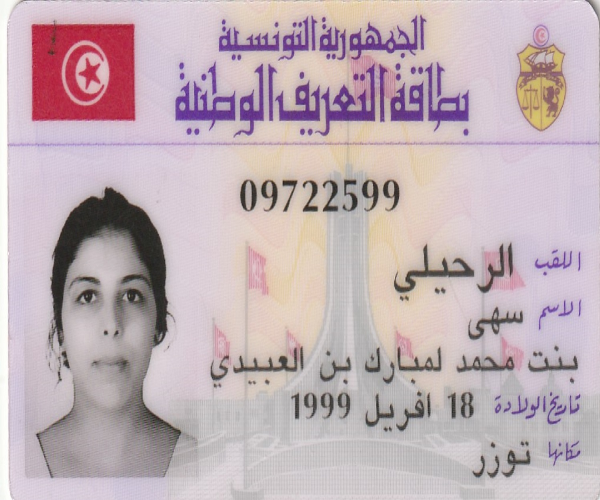 الجمهورية التونسية
بطاقة التعريف الوطنية
09722599
اللقب الرحيلي
الاسم سهى
بنت محمد لمبارك بن العبيدي
تاريخ الولادة 18 افريل 1999
مكانها توزر